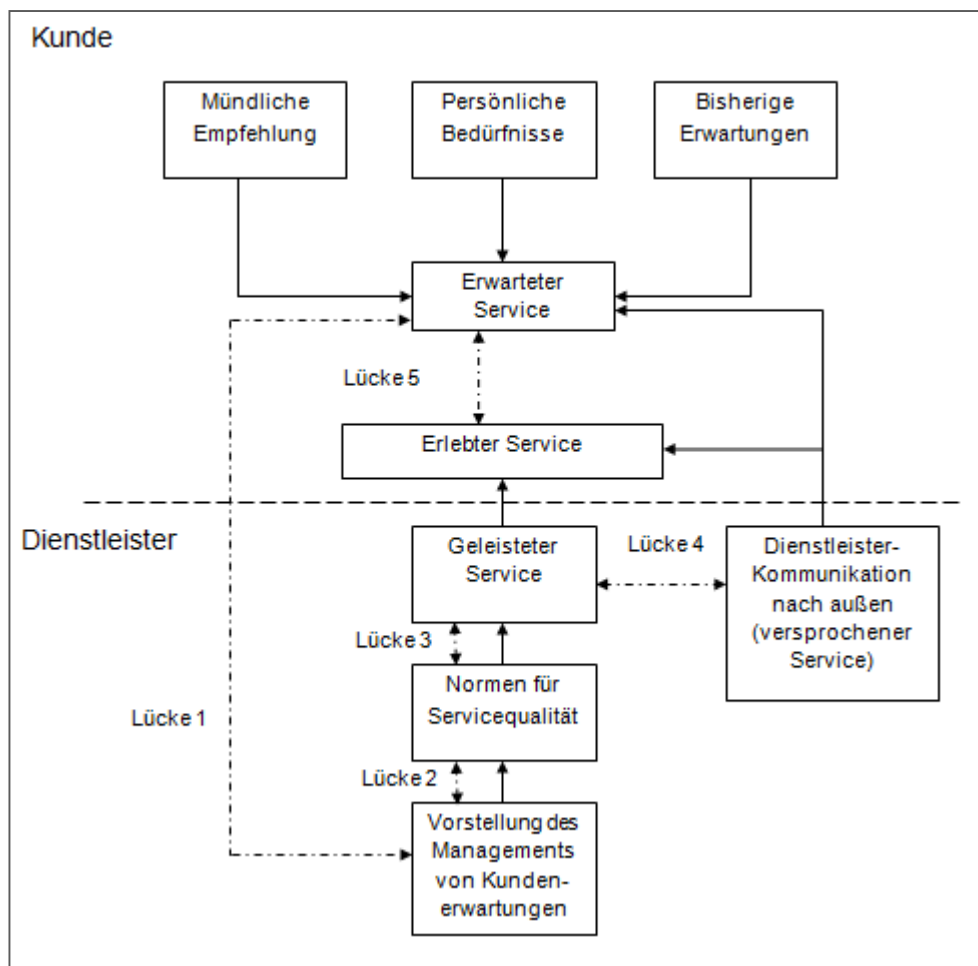 Kunde
Mündliche
Empfehlung
Persönliche
Bedürfnisse
Bisherige
Erwartungen
Erwarteter
Service
Lücke 5
Erlebter Service
Dienstleister
Geleisteter
Service
Lücke 4
Dienstleister-
Kommunikation
nach außen
(versprochener
Service)
Lücke 3
Normen für
Servicequalität
Lücke 1
Lücke 2
Vorstellung des
Managements
von Kunden-
erwartungen